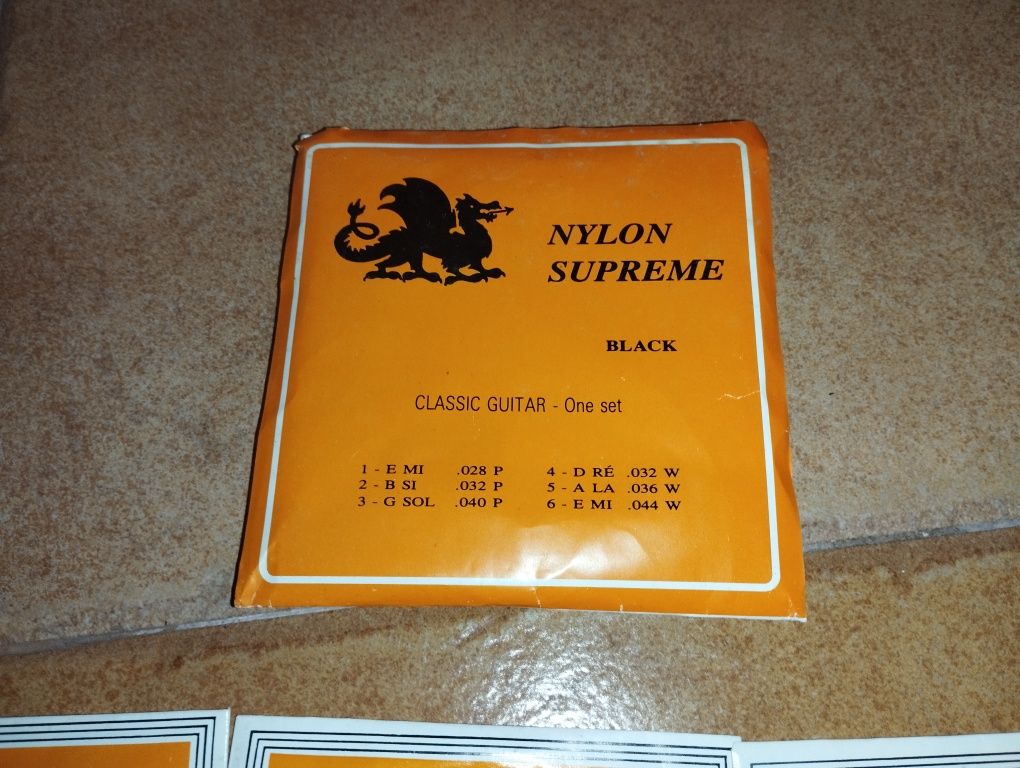 NYLON
SUPREME
BLACK
CLASSIC GUITAR - One set
1 - E MI .028 P 4 - D RÉ .032 W
2 - B SI .032 P 5 - A LA .036 W
3 - G SOL .040 P 6 - E MI .044 W